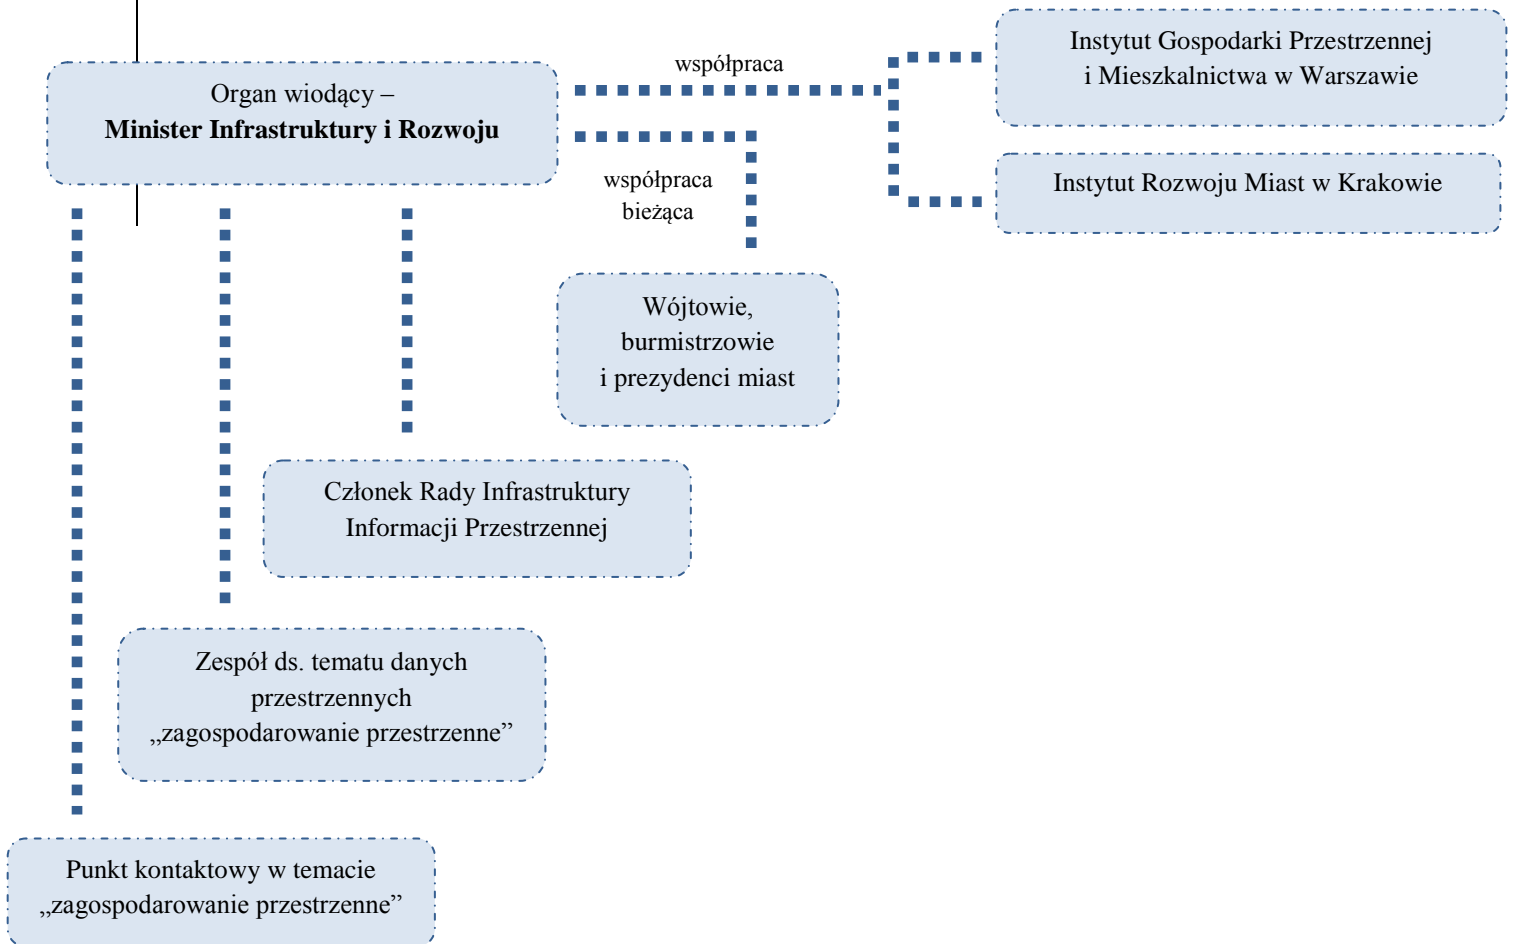 Organ wiodący –
Minister Infrastruktury i Rozwoju
współpraca
Instytut Gospodarki Przestrzennej
i Mieszkalnictwa w Warszawie
Instytut Rozwoju Miast w Krakowie
współpraca
bieżąca
Wójtowie,
burmistrzowie
i prezydenci miast
Członek Rady Infrastruktury
Informacji Przestrzennej
Zespół ds. tematu danych
przestrzennych
„zagospodarowanie przestrzenne”
Punkt kontaktowy w temacie
„zagospodarowanie przestrzenne”